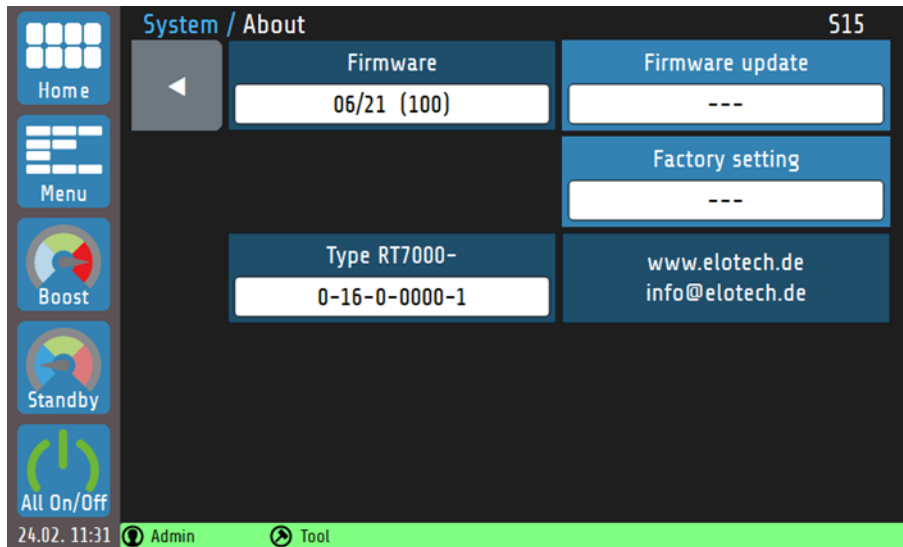 System / About
S15
Home
Firmware
06/21 (100)
Firmware update
---
Menu
Factory setting
---
Boost
Type RT7000-
0-16-0-0000-1
www.elotech.de
info@elotech.de
Standby
All On/Off
24.02. 11:31
Admin
Tool